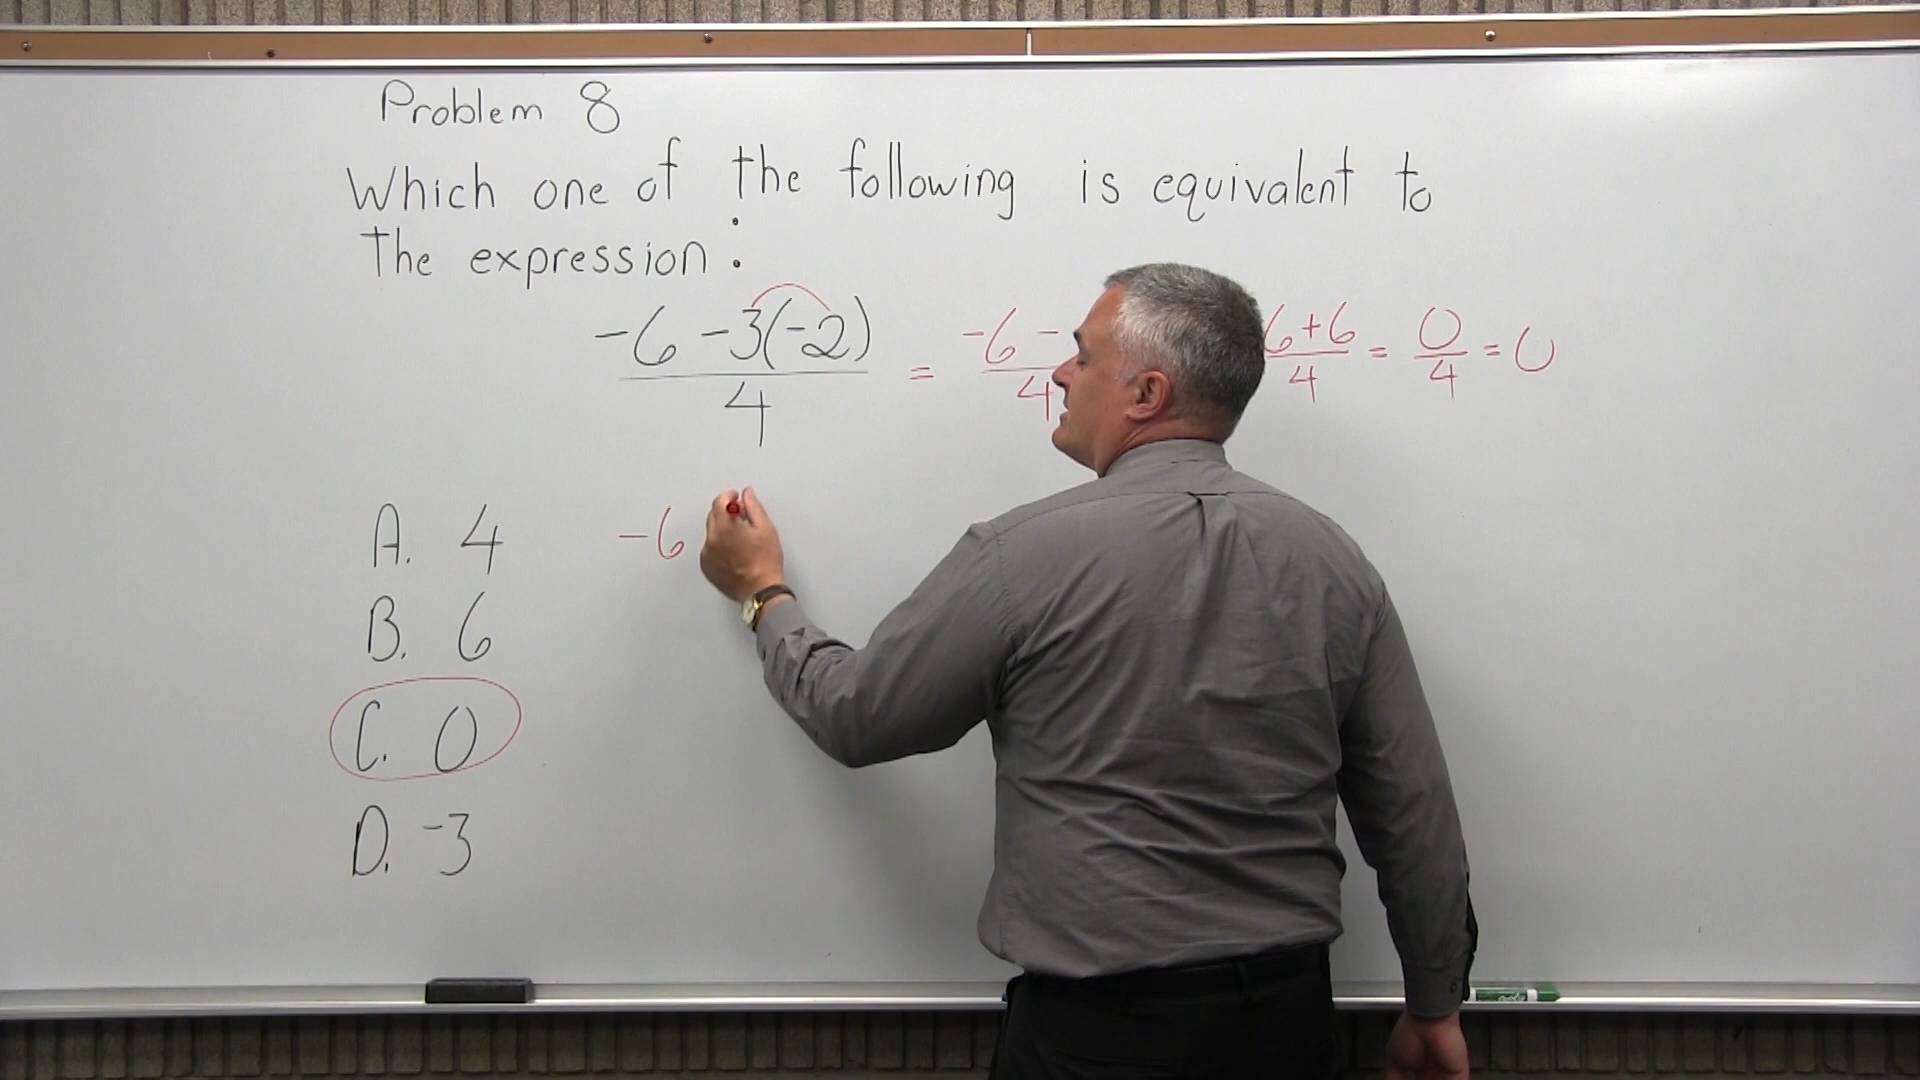 Problem 8
Which one of the following is equivalent to
the expression:
-6 -3(-2) / 4 = -6 - / 4 6+6 / 4 = 0 / 4 = 0
A. 4 -6
B. 6
C. 0
D. -3